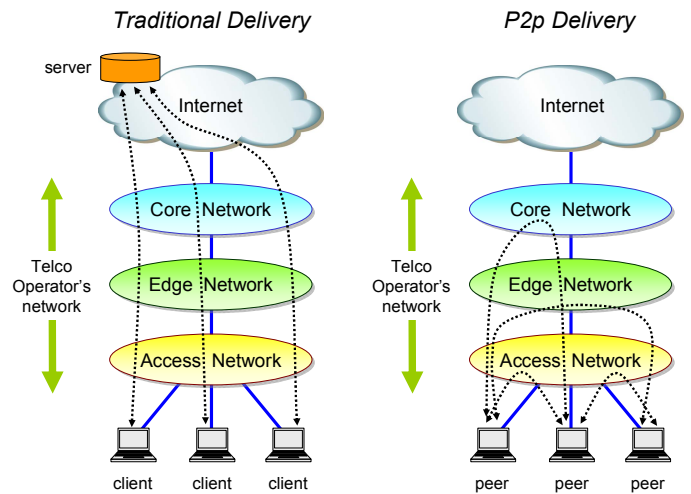 Traditional Delivery
server
Internet
Core Network
Telco
Operator's
network
Edge Network
Access Network
client
client
client
P2p Delivery
Internet
Core Network
Telco
Operator's
network
Edge Network
Access Network
peer
peer
peer